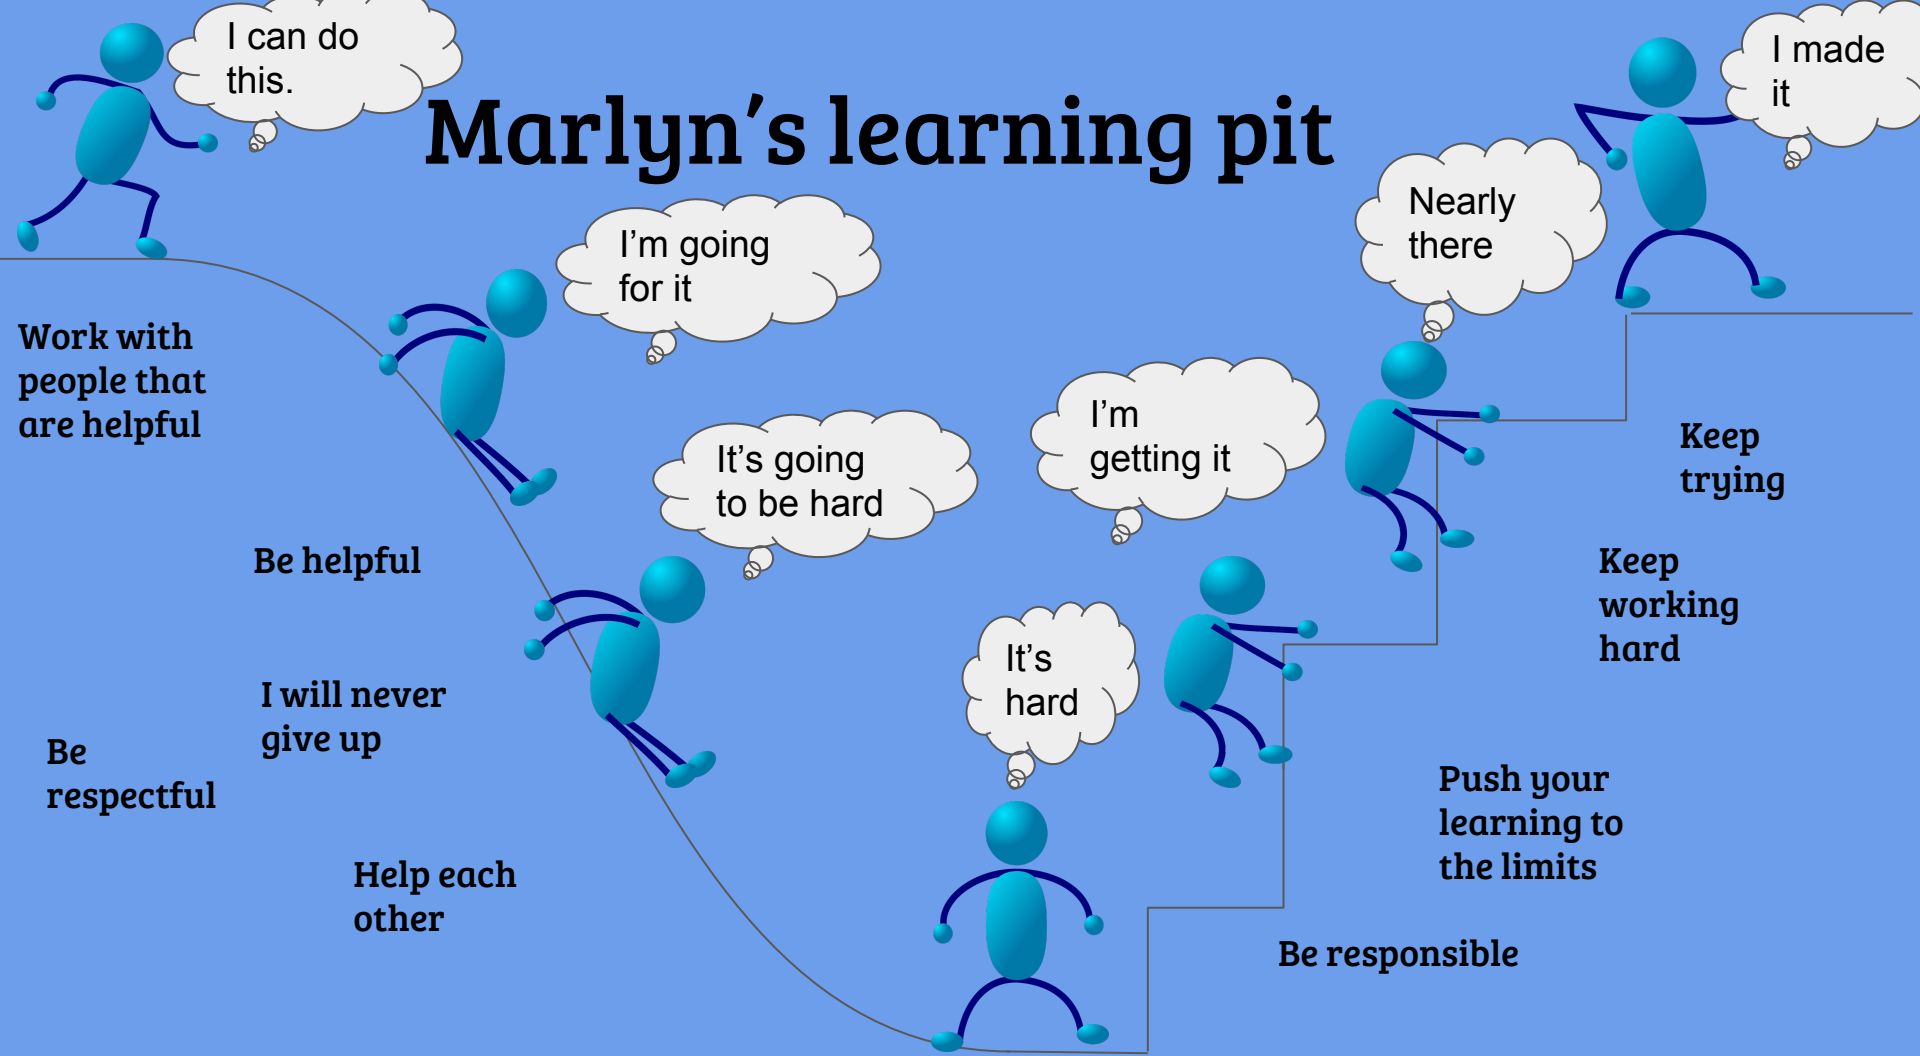 I can do
this.
Marlyn’s learning pit
I made
it
Nearly
there
I’m going
for it
Work with
people that
are helpful
It’s going
to be hard
I’m
getting it
Keep
trying
Be helpful
Keep
working
hard
It’s
hard
I will never
give up
Be
respectful
Push your
learning to
the limits
Help each
other
Be responsible